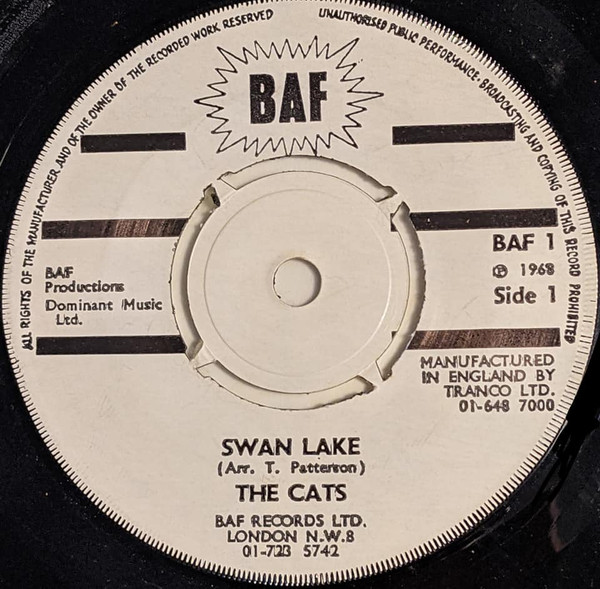 ALL RIGHTS OF THE MANUFACTURER AND OF THE OWNER OF THE RECORDED WORK RESERVED
UNAUTHORISED PUBLIC PERFORMANCE · BROADCASTING AND COPYING OF THIS RECORD PROHIBITED
BAF
BAF 1
℗ 1968
Side 1
BAF
Productions
Dominant Music
Ltd.
MANUFACTURED
IN ENGLAND BY
TRANCO LTD.
01-648 7000
SWAN LAKE
(Arr. T. Patterson)
THE CATS
BAF RECORDS LTD.
LONDON N.W.8
01-723 5742